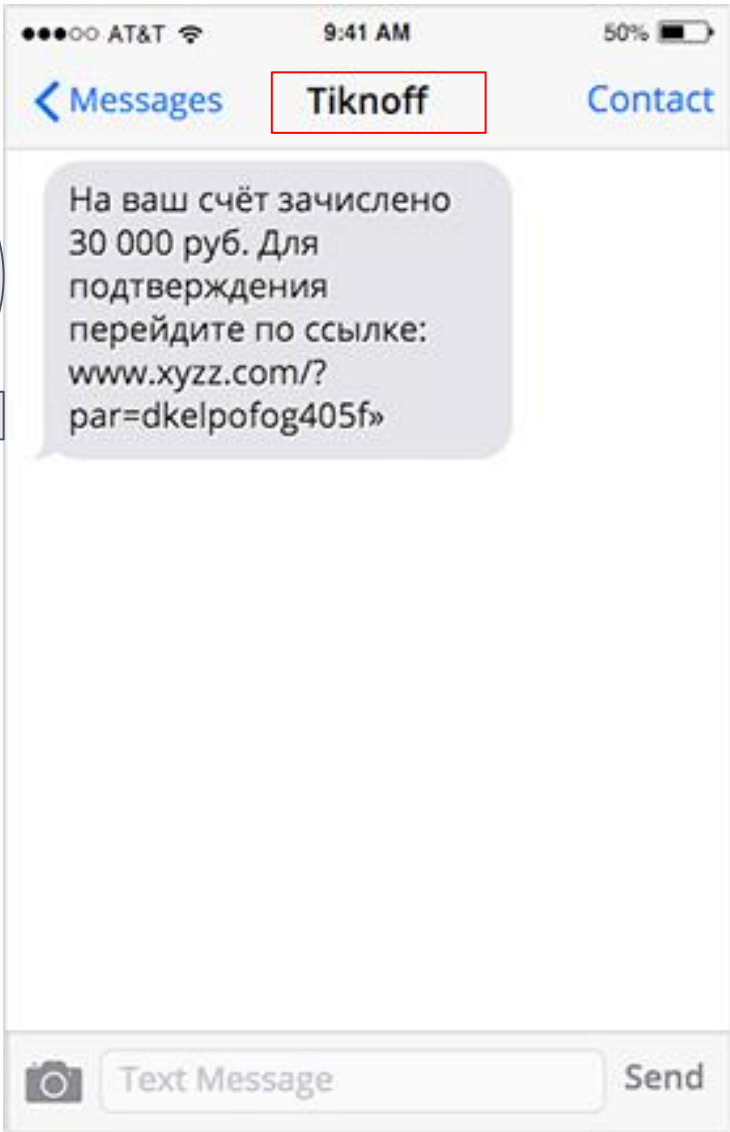 AT&T 9:41 AM 50%
Messages Tiknoff Contact
На ваш счёт зачислено
30 000 руб. Для
подтверждения
перейдите по ссылке:
www.xyzz.com/?
par=dkelpofog405f»
Text Message Send